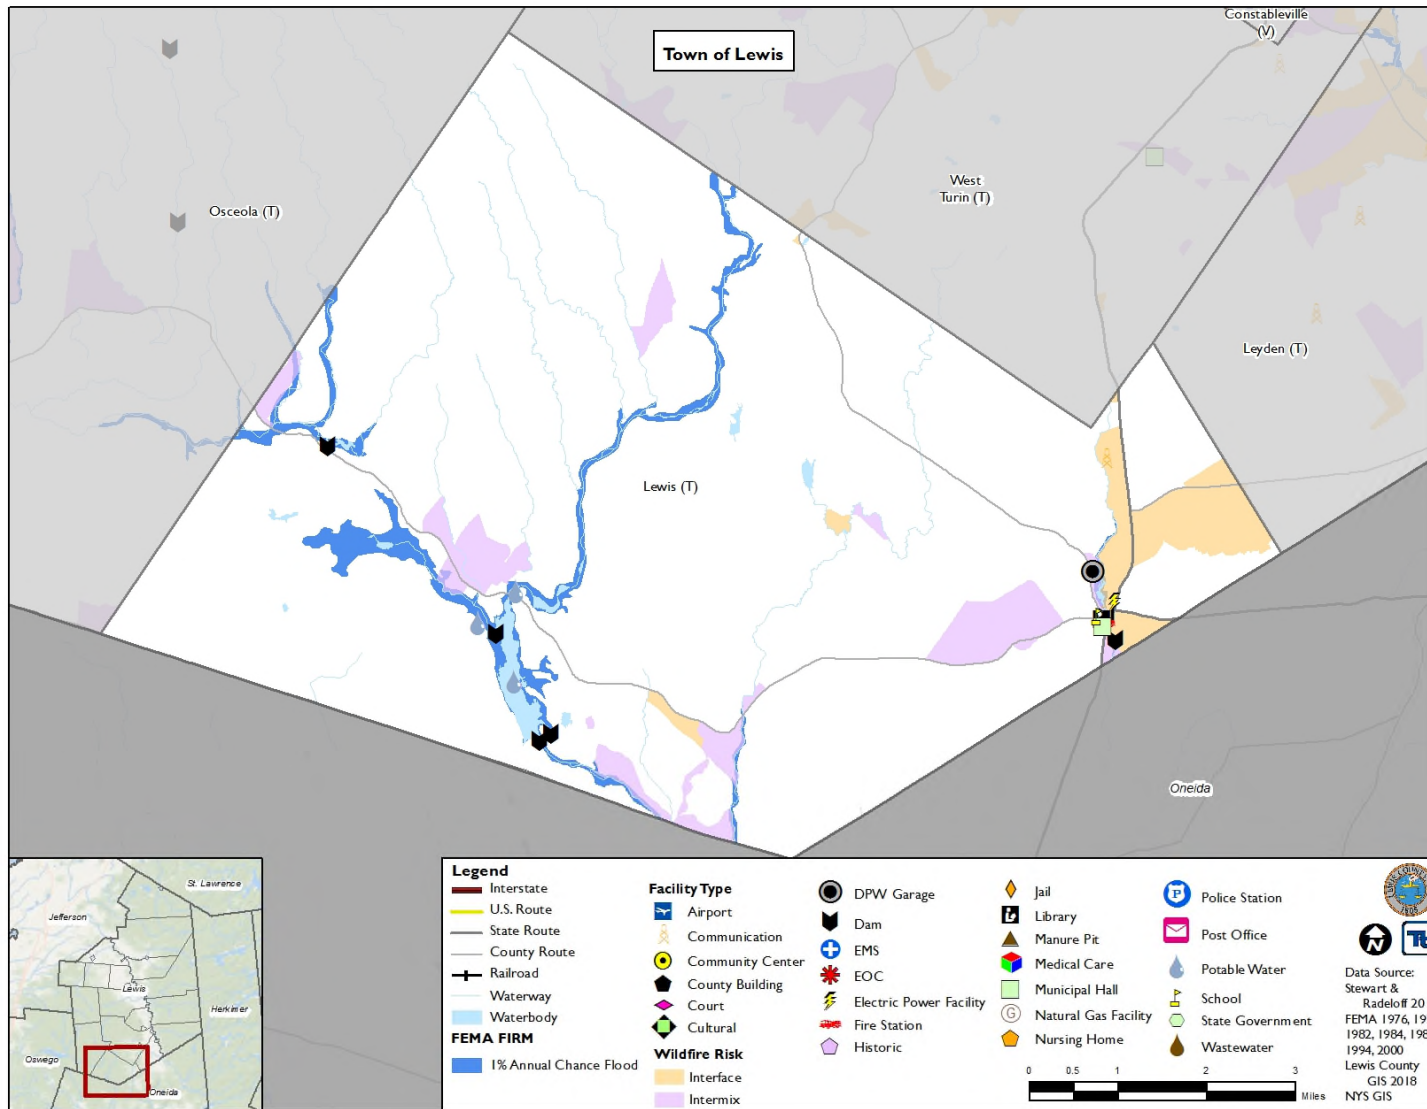 Constableville
(V)
Town of Lewis
West
Turin (T)
Osceola (T)
Leyden (T)
Lewis (T)
Oneida
St. Lawrence
Jefferson
Lewis
Herkimer
Oswego
Oneida
Legend
Interstate
U.S. Route
State Route
County Route
Railroad
Waterway
Waterbody
FEMA FIRM
1% Annual Chance Flood
Facility Type
Airport
Communication
Community Center
County Building
Court
Cultural
Wildfire Risk
Interface
Intermix
DPW Garage
Dam
EMS
EOC
Electric Power Facility
Fire Station
Historic
Jail
Library
Manure Pit
Medical Care
Municipal Hall
G Natural Gas Facility
Nursing Home
P Police Station
Post Office
Potable Water
School
State Government
Wastewater
0 0.5 1 2 3
Miles
N
Data Source:
Stewart &
Radeloff 20
FEMA 1976, 19
1982, 1984, 198
1994, 2000
Lewis County
GIS 2018
NYS GIS